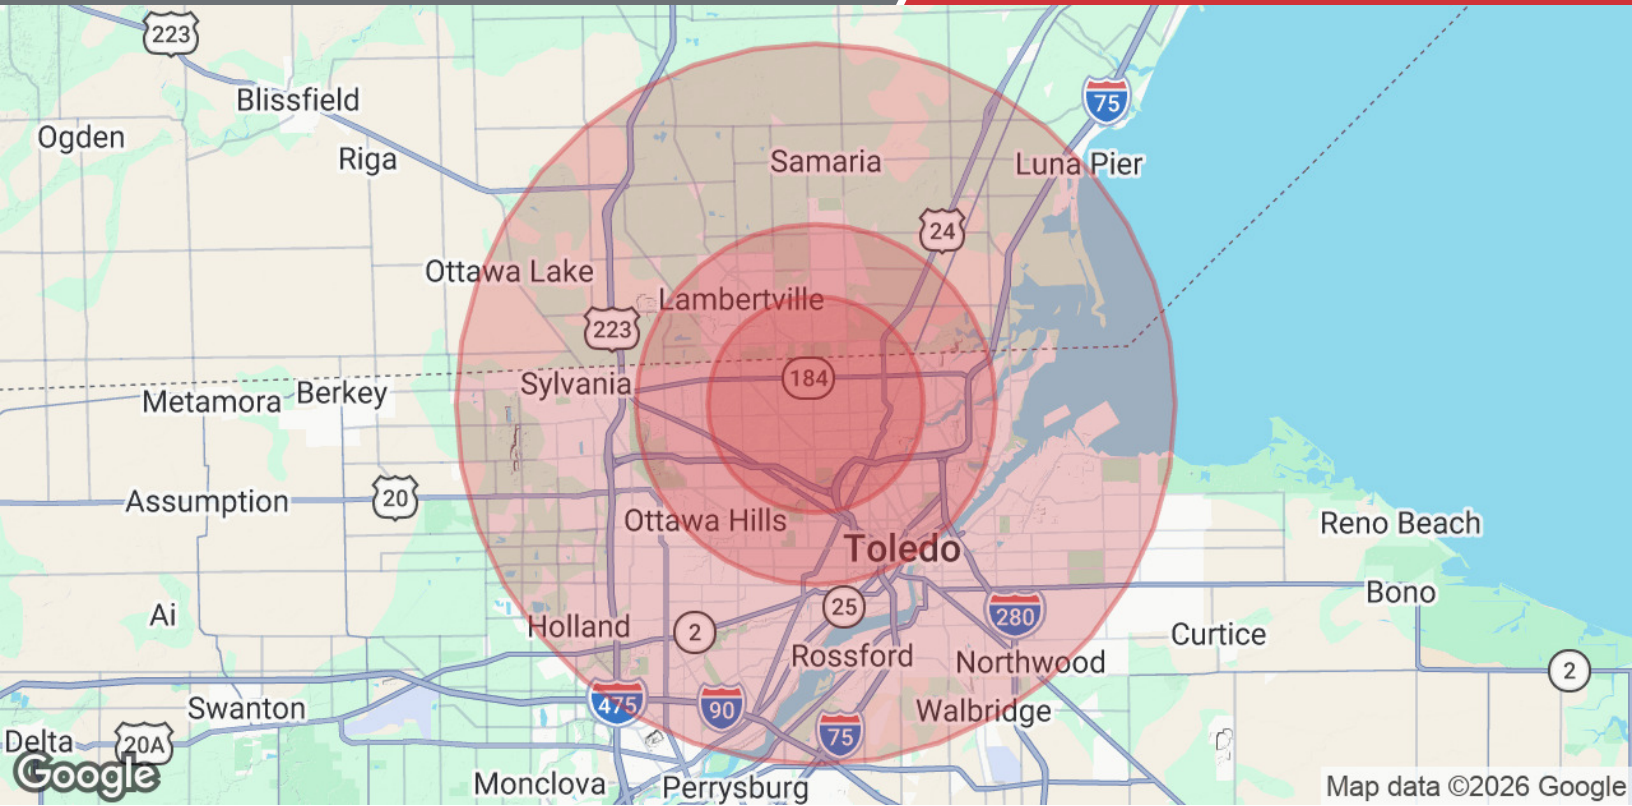 223
Blissfield
75
Ogden
Riga
Samaria
Luna Pier
24
Ottawa Lake
Lambertville
223
184
Sylvania
Berkey
Metamora
Assumption
20
Ottawa Hills
Reno Beach
Toledo
Bono
Ai
25
280
Holland
2
Curtice
Rossford
Northwood
2
475
90
Swanton
Walbridge
75
Delta
20A
Google
Monclova
Perrysburg
Map data ©2026 Google